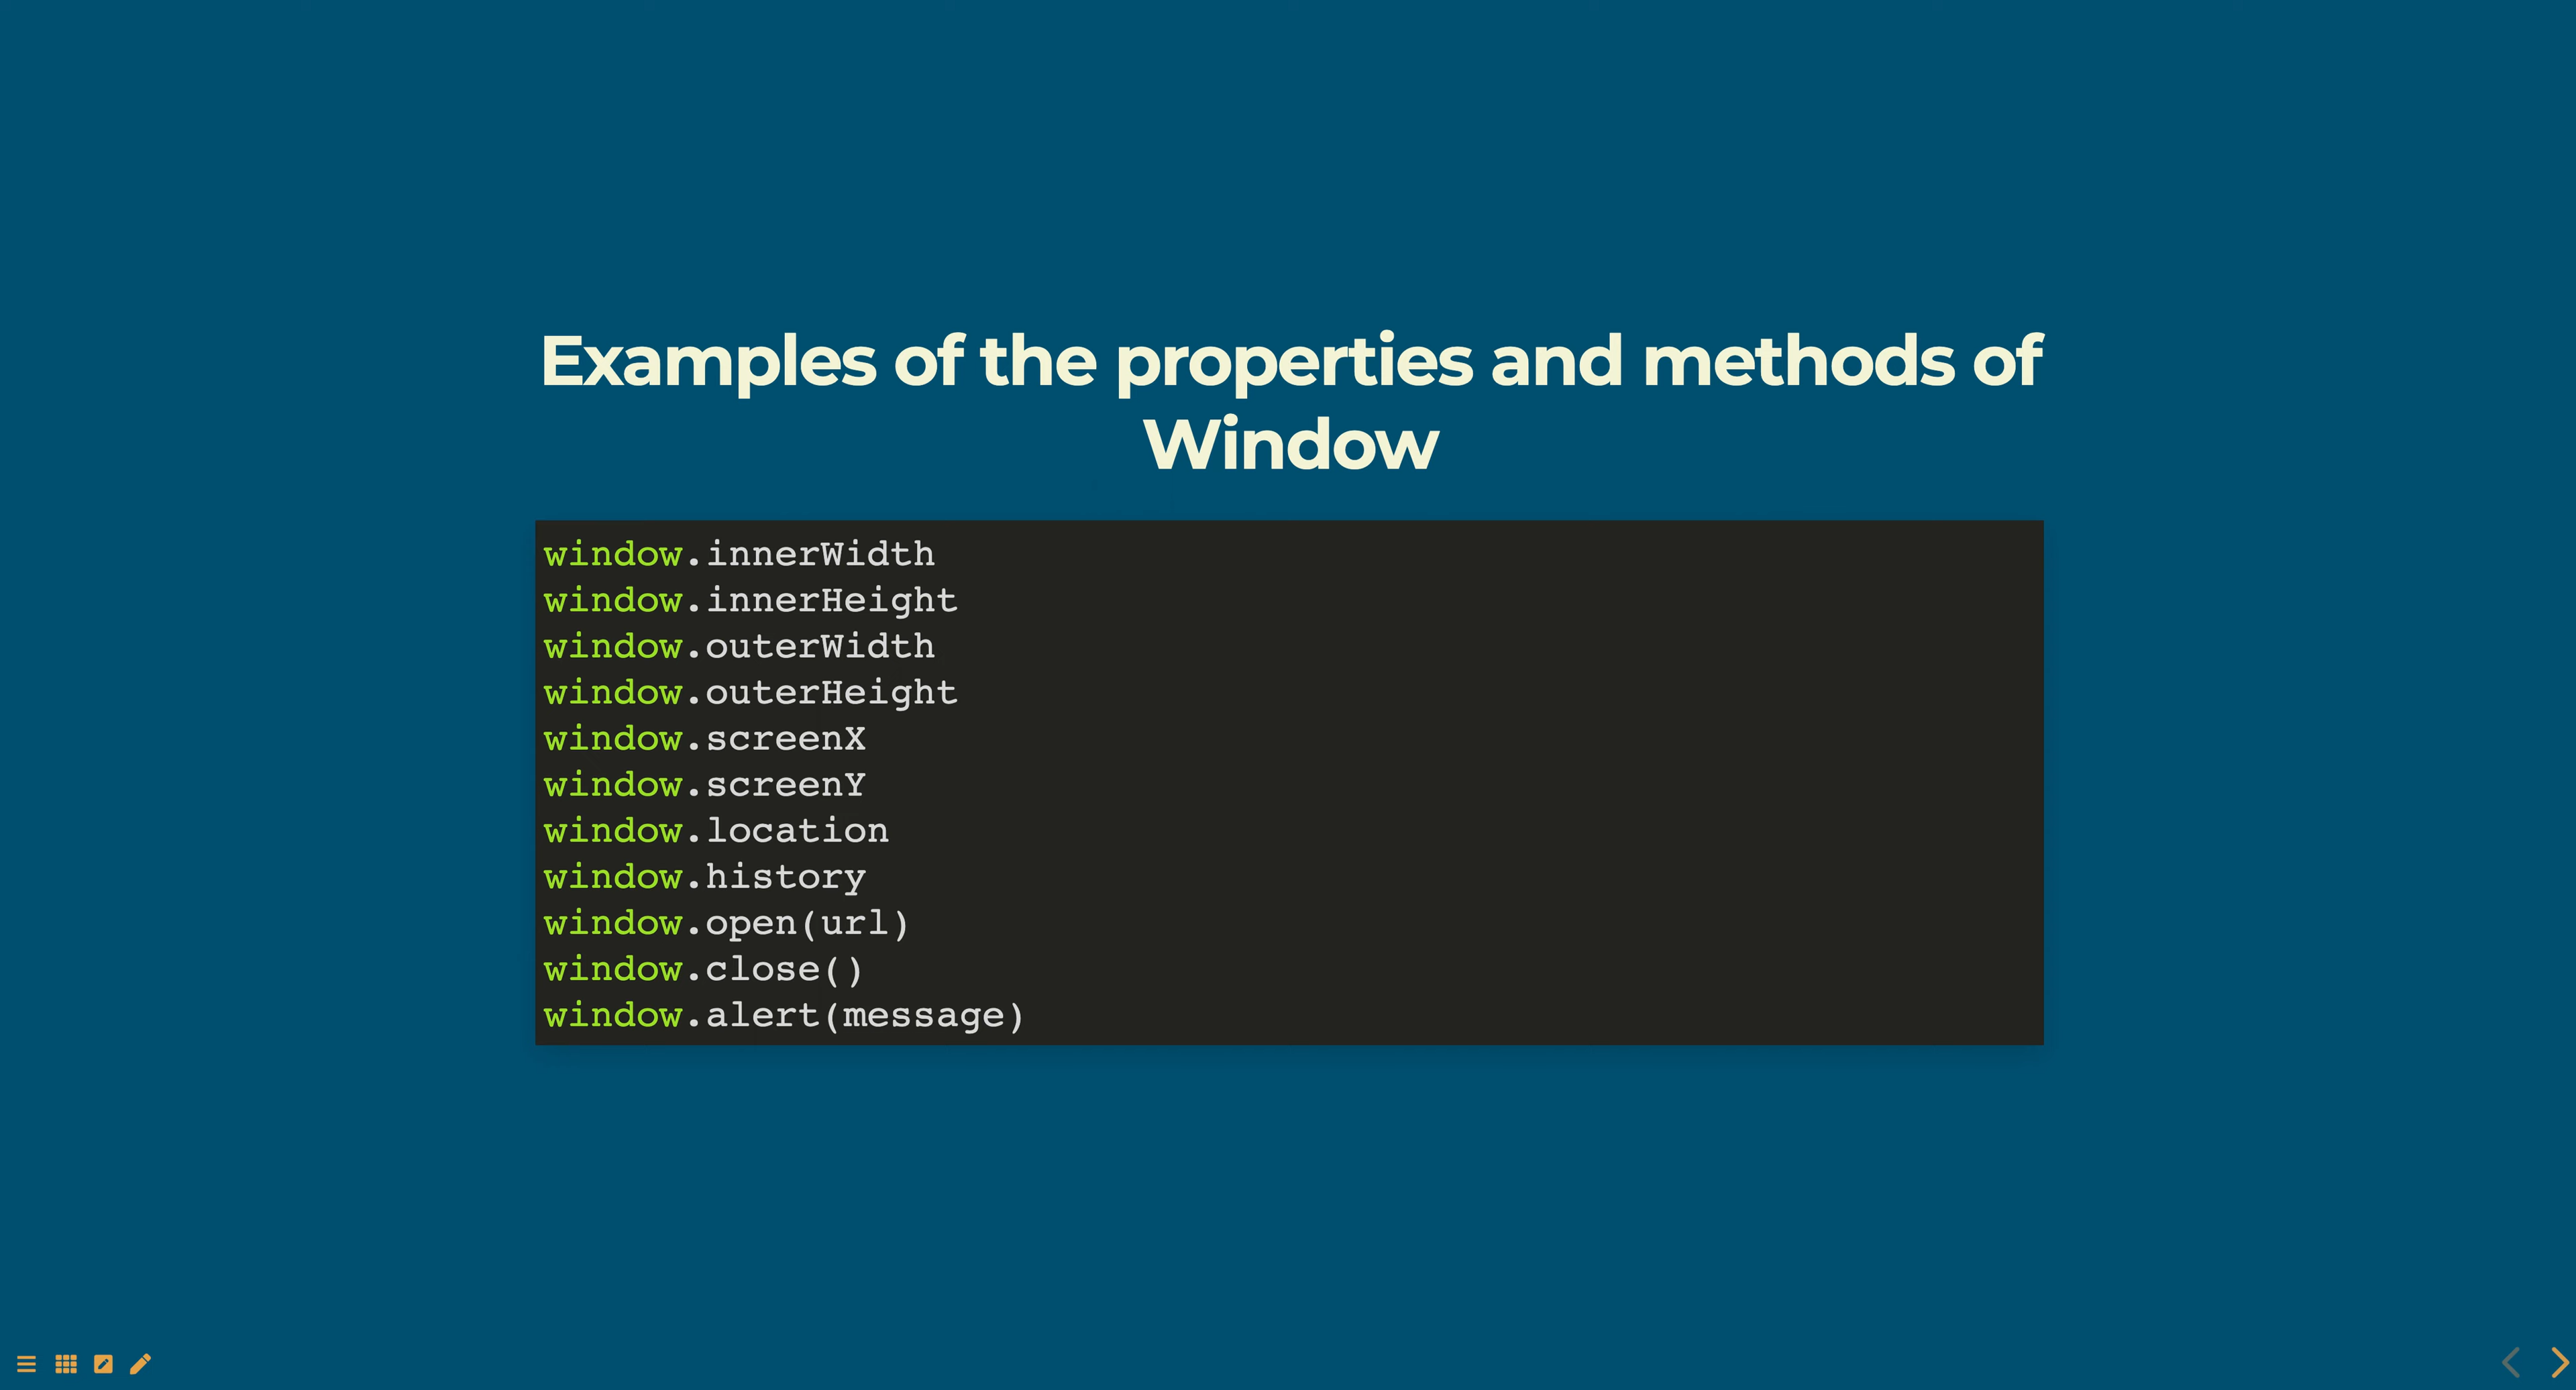 Examples of the properties and methods of
Window
window.innerWidth
window.innerHeight
window.outerWidth
window.outerHeight
window.screenX
window.screenY
window.location
window.history
window.open(url)
window.close()
window.alert(message)